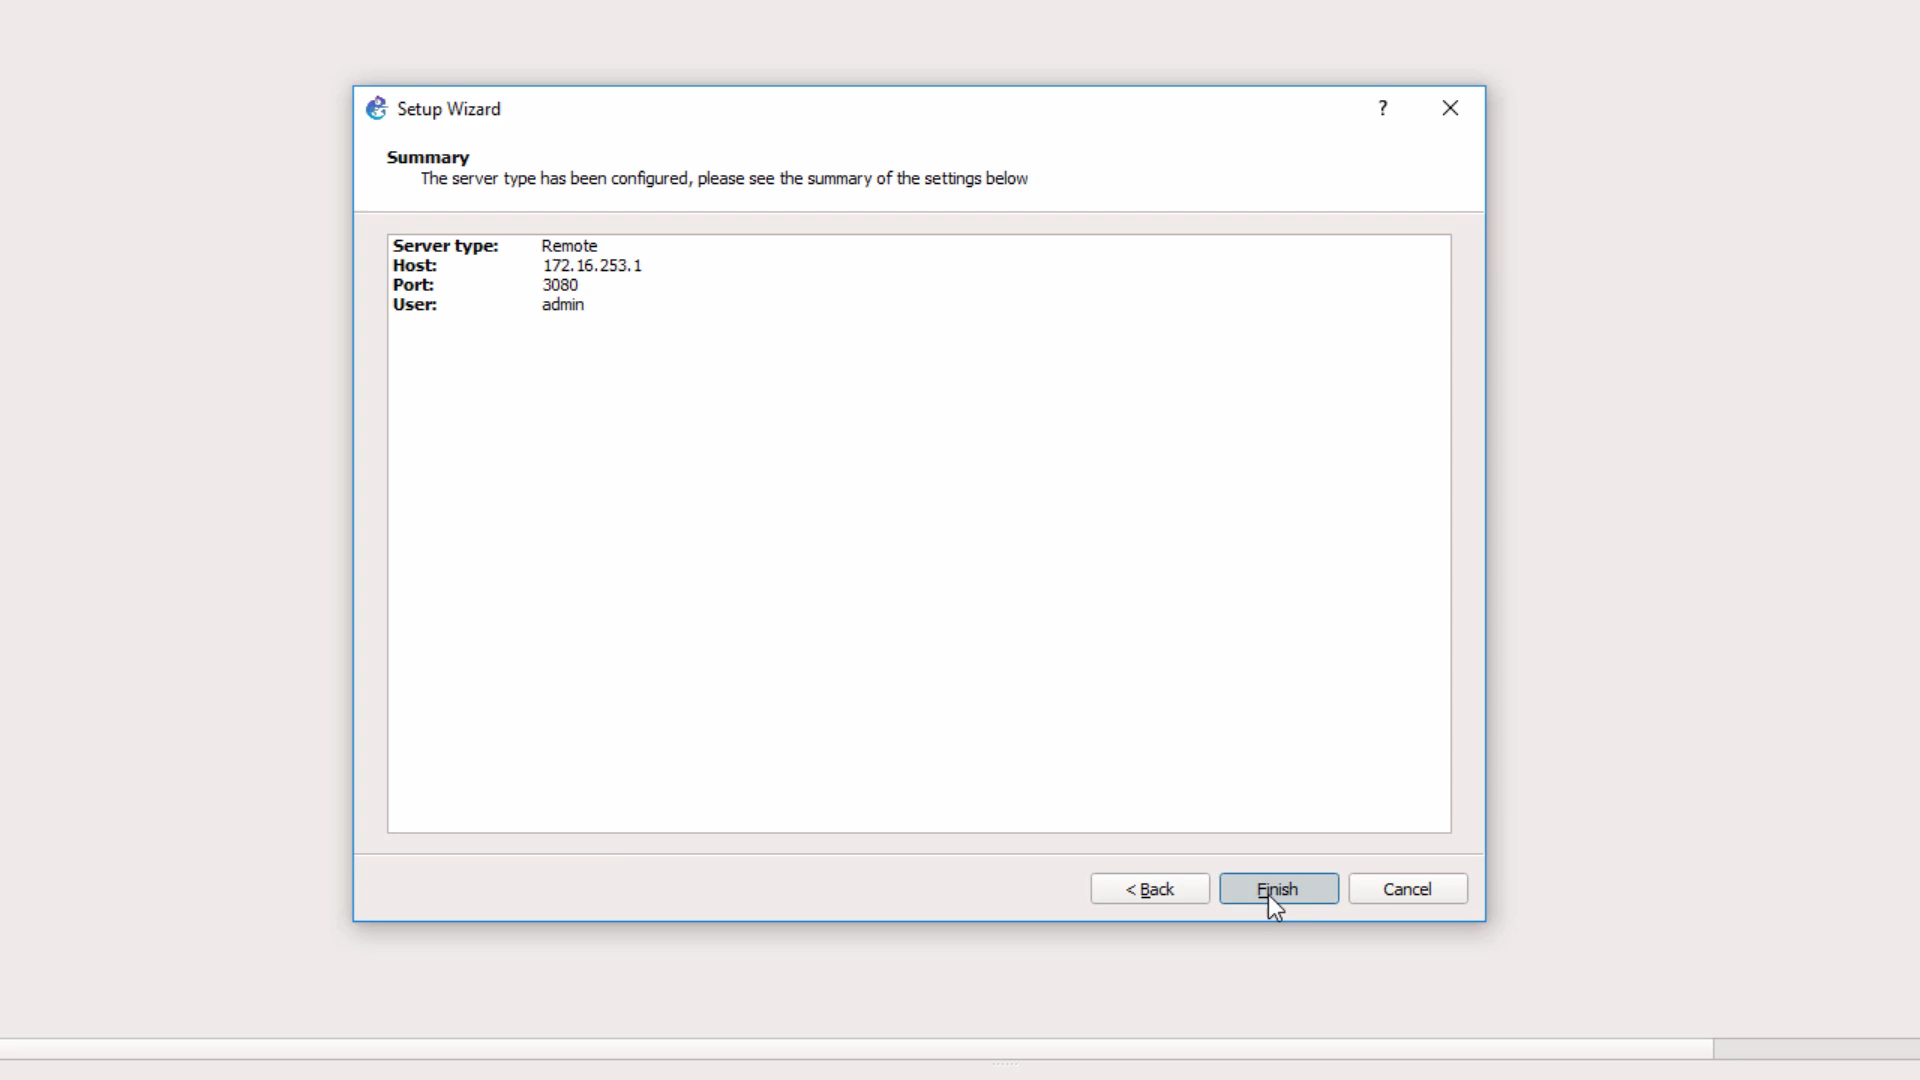 Setup Wizard
?
Summary
The server type has been configured, please see the summary of the settings below
Server type: Remote
Host: 172.16.253.1
Port: 3080
User: admin
< Back
Finish
Cancel